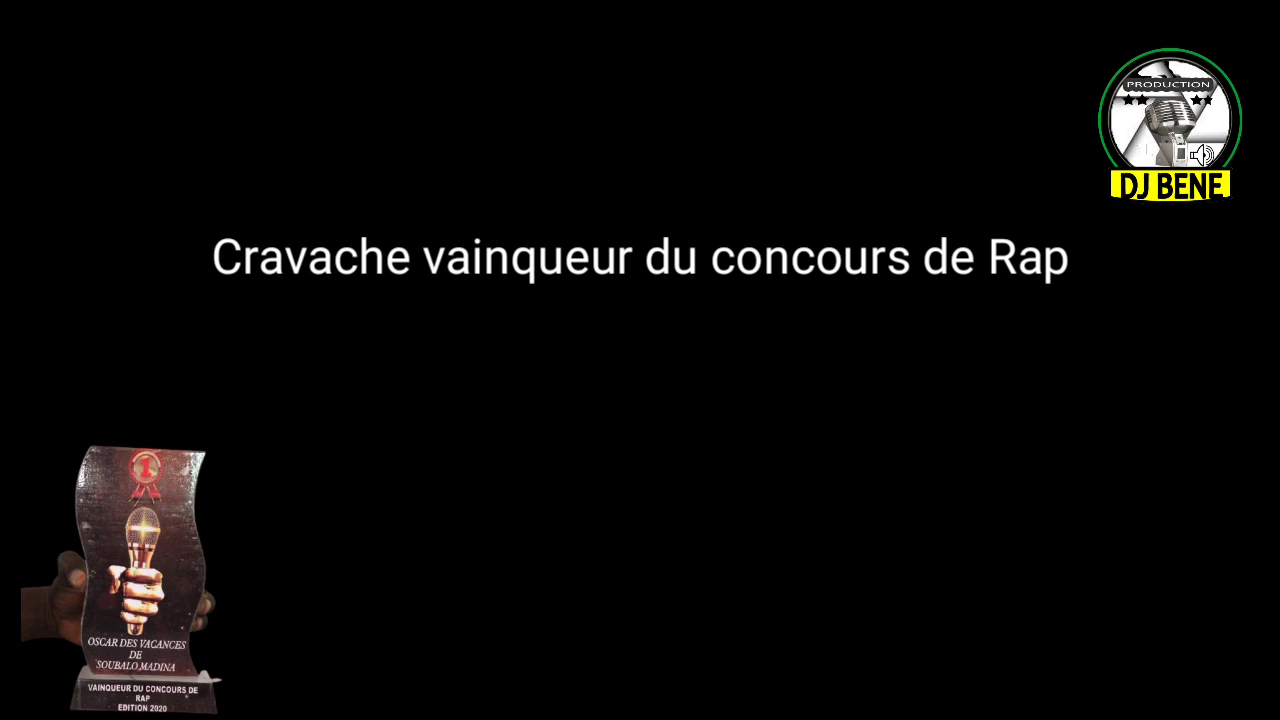 PRODUCTION
DJ BENE
Cravache vainqueur du concours de Rap
1
OSCAR DES VACANCES
DE
SOUBALO MADINA
VAINQUEUR DU CONCOURS DE
RAP
EDITION 2020